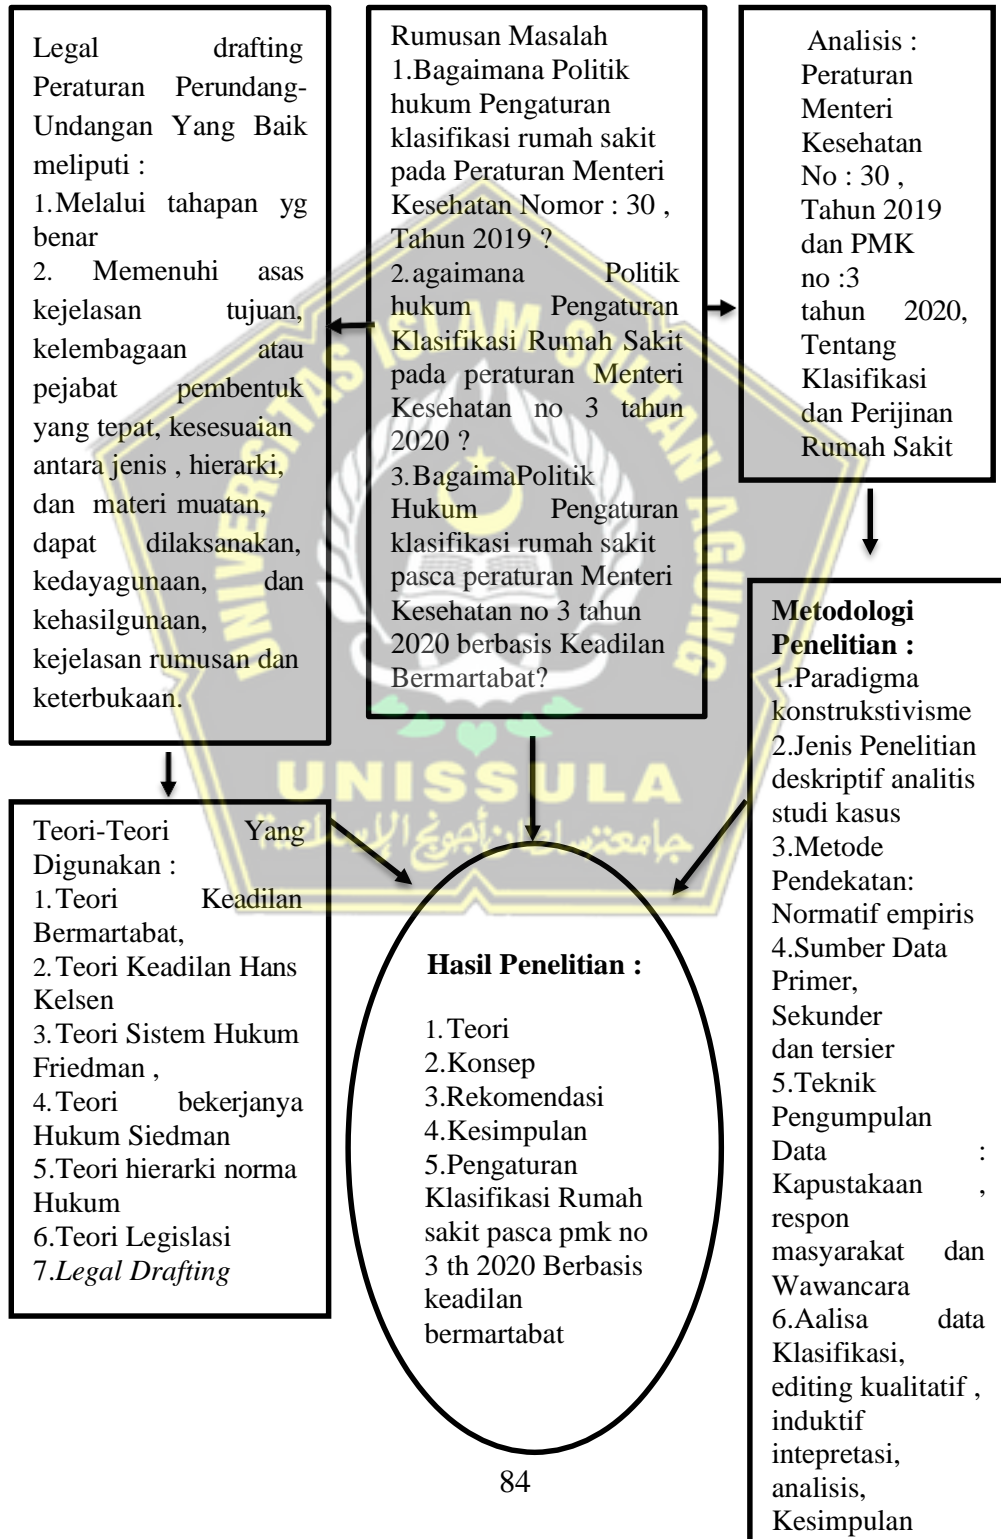 Legal drafting
Peraturan Perundang-
Undangan Yang Baik
meliputi :
1.Melalui tahapan yg
benar
2. Memenuhi asas
kejelasan tujuan,
kelembagaan atau
pejabat pembentuk
yang tepat, kesesuaian
antara jenis , hierarki,
dan materi muatan,
dapat dilaksanakan,
kedayagunaan, dan
kehasilgunaan,
kejelasan rumusan dan
keterbukaan.
Rumusan Masalah
1.Bagaimana Politik
hukum Pengaturan
klasifikasi rumah sakit
pada Peraturan Menteri
Kesehatan Nomor : 30 ,
Tahun 2019 ?
2.agaimana Politik
hukum Pengaturan
Klasifikasi Rumah Sakit
pada peraturan Menteri
Kesehatan no 3 tahun
2020 ?
3.BagaimaPolitik
Hukum Pengaturan
klasifikasi rumah sakit
pasca peraturan Menteri
Kesehatan no 3 tahun
2020 berbasis Keadilan
Bermartabat?
Analisis :
Peraturan
Menteri
Kesehatan
No : 30 ,
Tahun 2019
dan PMK
no :3
tahun 2020,
Tentang
Klasifikasi
dan Perijinan
Rumah Sakit
Teori-Teori Yang
Digunakan :
1.Teori Keadilan
Bermartabat,
2.Teori Keadilan Hans
Kelsen
3.Teori Sistem Hukum
Friedman ,
4.Teori bekerjanya
Hukum Siedman
5.Teori hierarki norma
Hukum
6.Teori Legislasi
7.Legal Drafting
Hasil Penelitian :
1.Teori
2.Konsep
3.Rekomendasi
4.Kesimpulan
5.Pengaturan
Klasifikasi Rumah
sakit pasca pmk no
3 th 2020 Berbasis
keadilan
bermartabat
Metodologi
Penelitian :
1.Paradigma
konstrukstivisme
2.Jenis Penelitian
deskriptif analitis
studi kasus
3.Metode
Pendekatan:
Normatif empiris
4.Sumber Data
Primer,
Sekunder
dan tersier
5.Teknik
Pengumpulan
Data :
Kapustakaan ,
respon
masyarakat dan
Wawancara
6.Aalisa data
Klasifikasi,
editing kualitatif ,
induktif
intepretasi,
analisis,
Kesimpulan
UNIVERSITAS ISLAM SULTAN AGUNG
UNISSULA
جامعتنسلطان أجونج الإسلامية
84